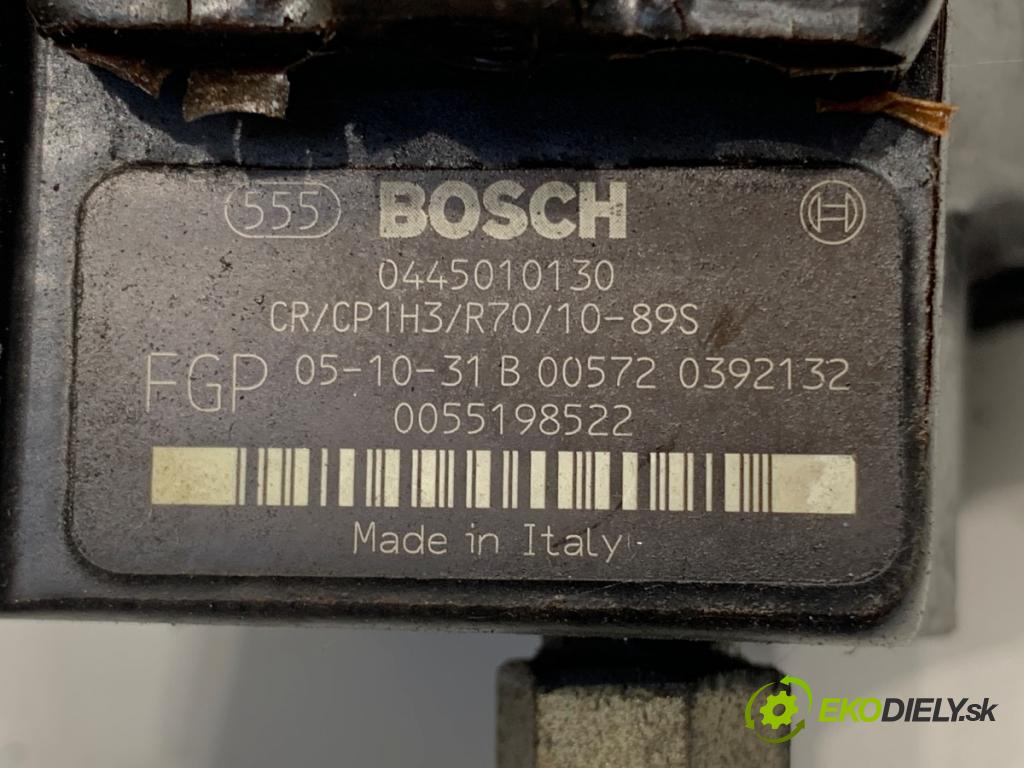 555 BOSCH
0445010130
CR/CP1H3/R70/10-89S
FGP 05-10-31 B 00572 0392132
0055198522
Made in Italy
EKODIELY.sk